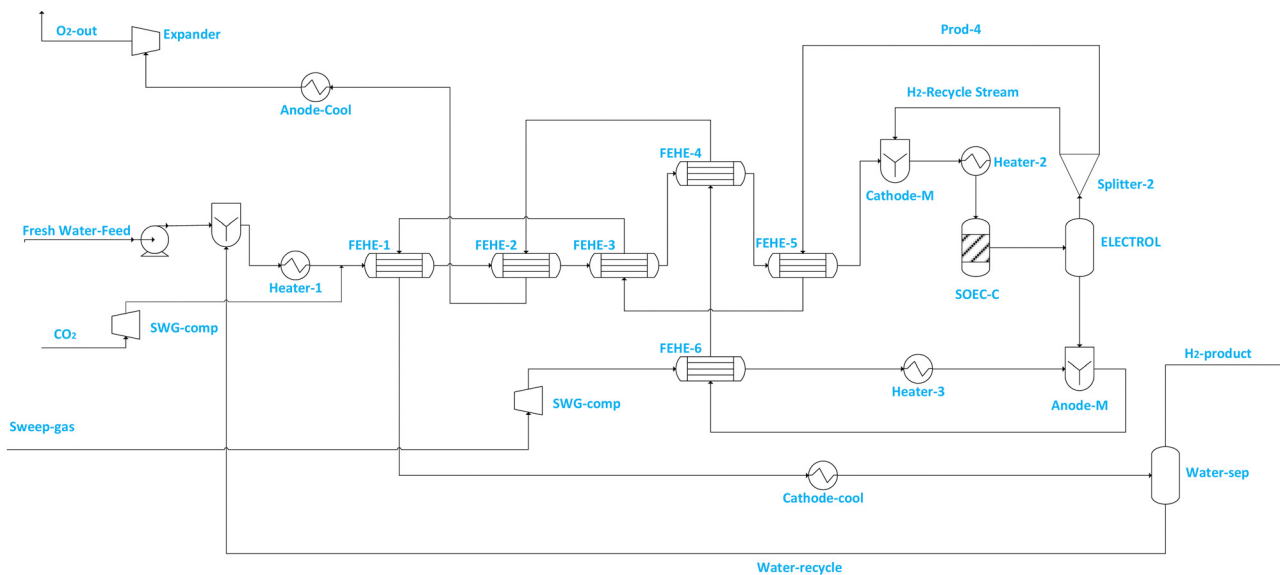 Prod-4
O2-out
Expander
H2-Recycle Stream
Anode-Cool
FEHE-4
Heater-2
Cathode-M
Splitter-2
Fresh Water-Feed
FEHE-1
FEHE-2
FEHE-3
FEHE-5
ELECTROL
Heater-1
SOEC-C
CO2
SWG-comp
FEHE-6
H2-product
Heater-3
SWG-comp
Anode-M
Sweep-gas
Water-sep
Cathode-cool
Water-recycle